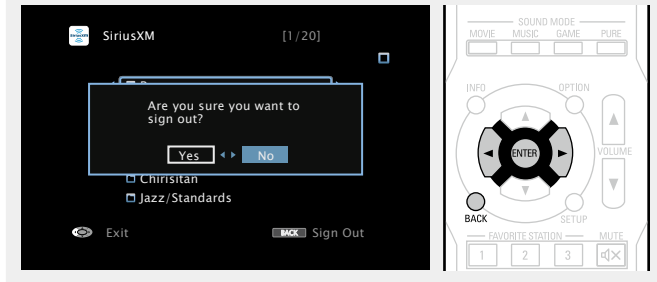 SiriusXM
SiriusXM [1/20]
Are you sure you want to
sign out?
Yes No
Chirisitan
Jazz/Standards
Exit BACK Sign Out
SOUND MODE
MOVIE MUSIC GAME PURE
INFO OPTION
ENTER
VOLUME
BACK
SETUP
FAVORITE STATION MUTE
1 2 3